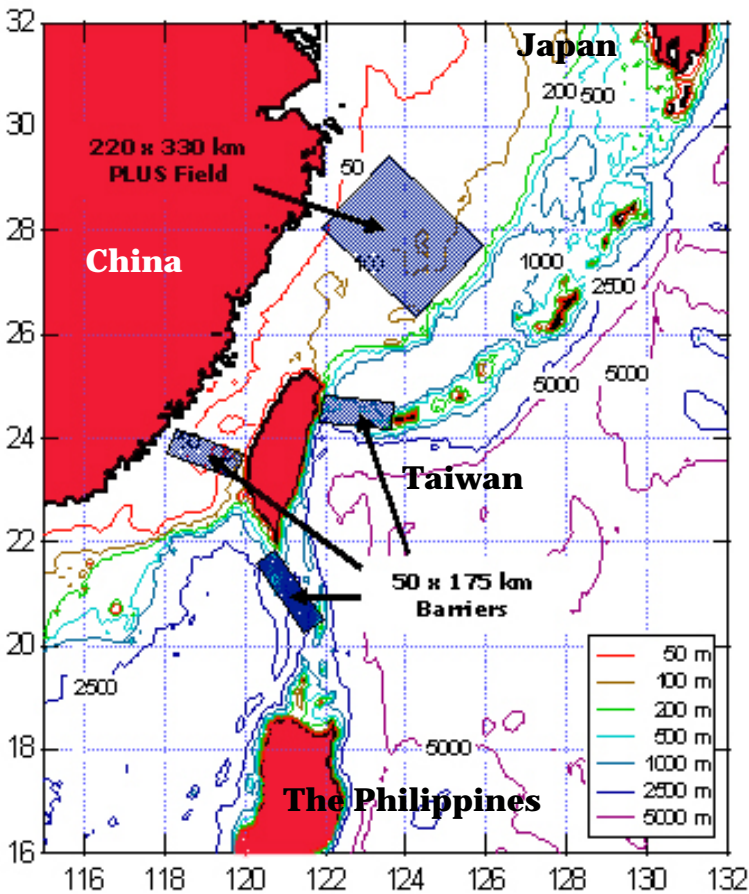 32
30
28
26
24
22
20
18
16
116
118
120
122
124
126
128
130
132
Japan
200
500
220 x 330 km
PLUS Field
50
China
100
1000
2500
5000
5000
Taiwan
50 x 175 km
Barriers
2500
5000
The Philippines
50 m
100 m
200 m
500 m
1000 m
2500 m
5000 m